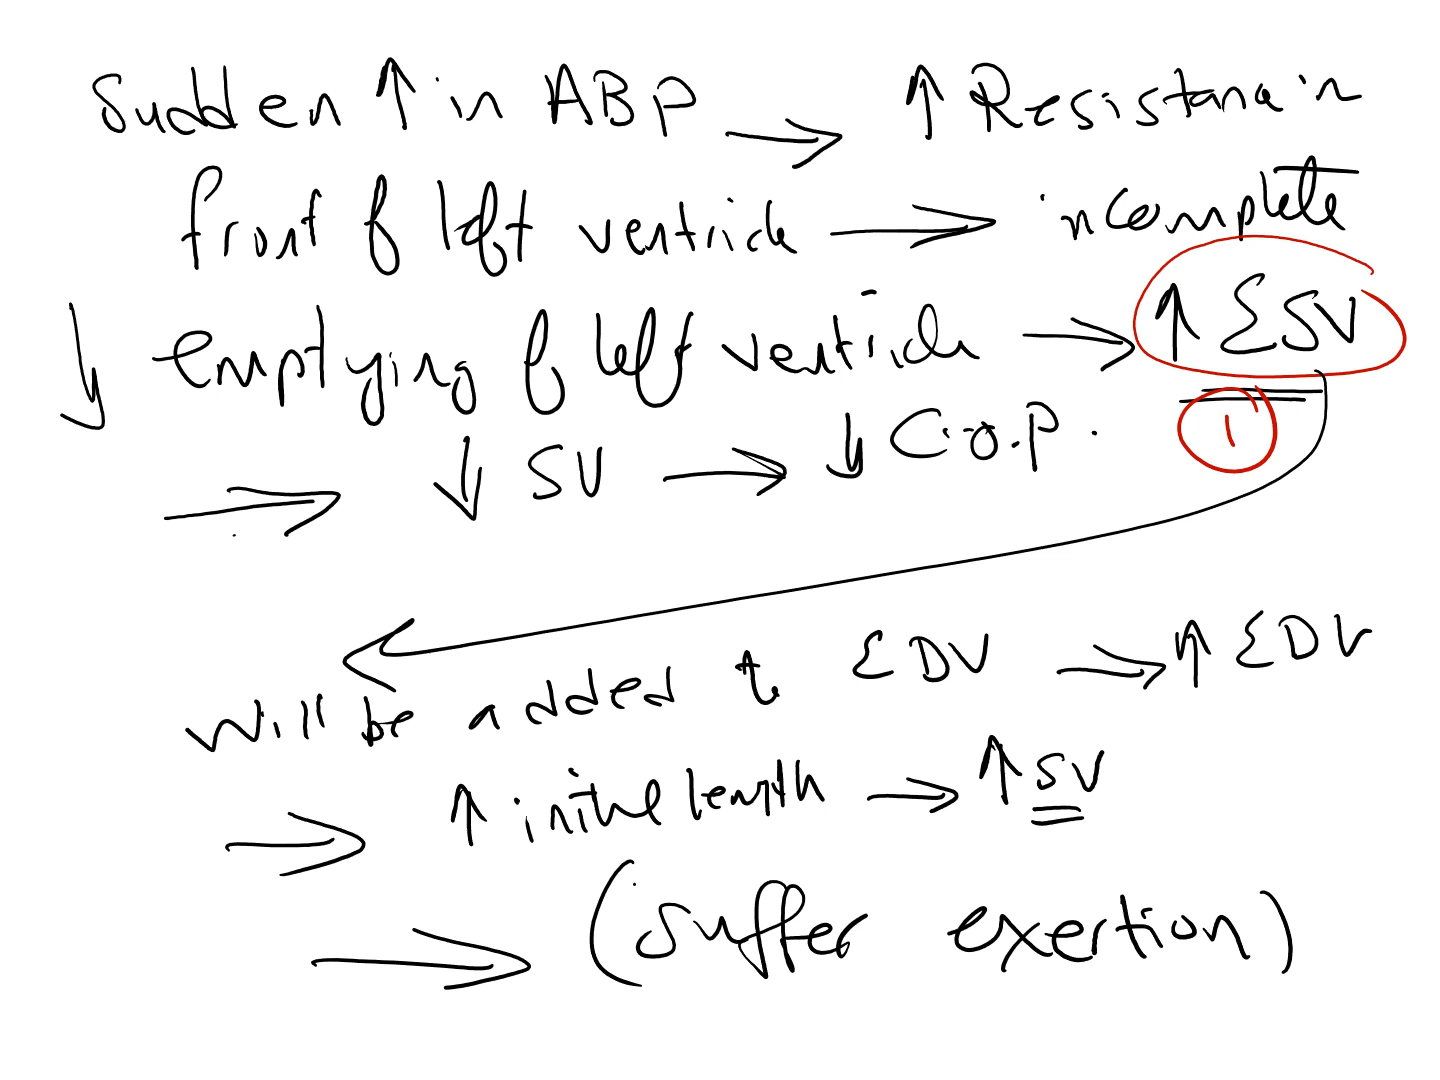 Sudden ↑ in ABP → ↑ Resistance in
front of left ventricle → incomplete
↓ emptying of left ventricle → ↑ ESV
→ ↓ SV → ↓ C.O.P. 1
Will be added to EDV → ↑ EDV
→ ↑ initial length → ↑ SV
→ (suffer exertion)